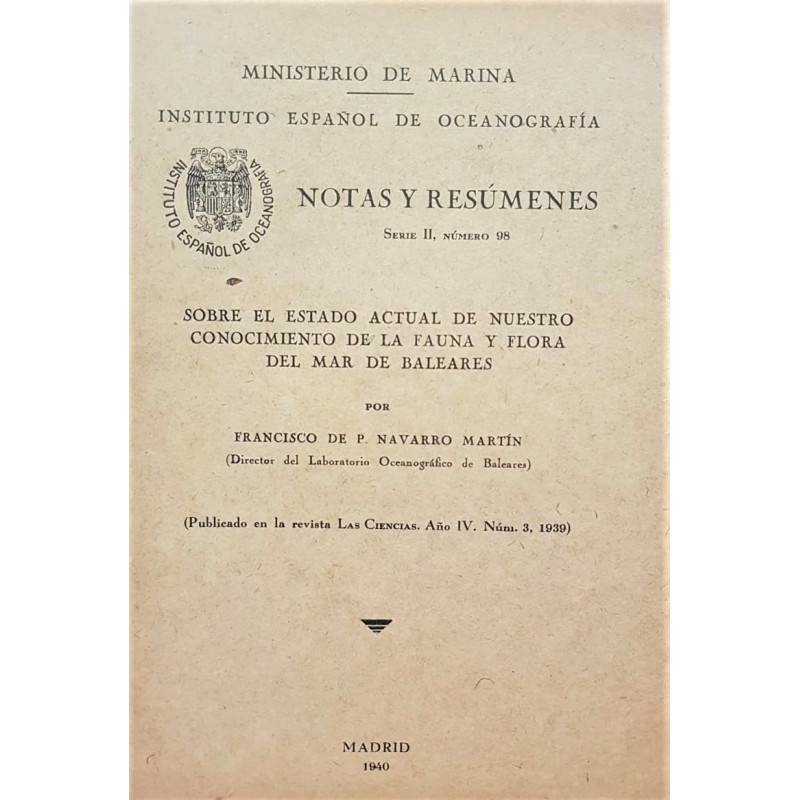 MINISTERIO DE MARINA
INSTITUTO ESPAÑOL DE OCEANOGRAFÍA
INSTITUTO ESPAÑOL DE OCEANOGRAFÍA
NOTAS Y RESÚMENES
SERIE II, NÚMERO 98
SOBRE EL ESTADO ACTUAL DE NUESTRO
CONOCIMIENTO DE LA FAUNA Y FLORA
DEL MAR DE BALEARES
POR
FRANCISCO DE P. NAVARRO MARTÍN
(Director del Laboratorio Oceanográfico de Baleares)
(Publicado en la revista LAS CIENCIAS. Año IV. Núm. 3, 1939)
MADRID
1940